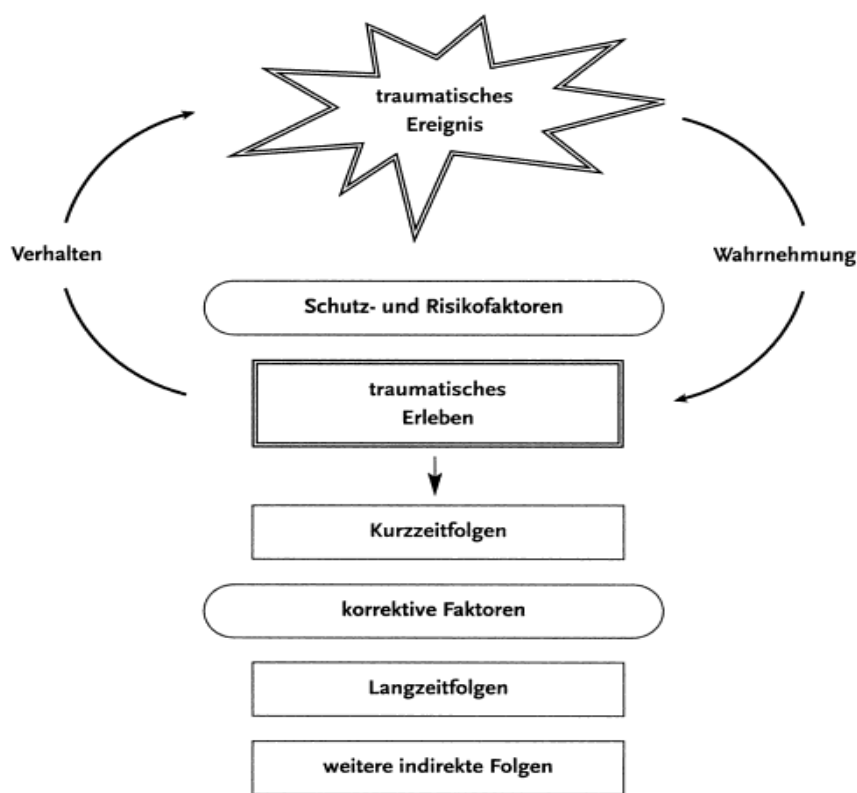 traumatisches
Ereignis
Verhalten
Wahrnehmung
Schutz- und Risikofaktoren
traumatisches
Erleben
Kurzzeitfolgen
korrektive Faktoren
Langzeitfolgen
weitere indirekte Folgen